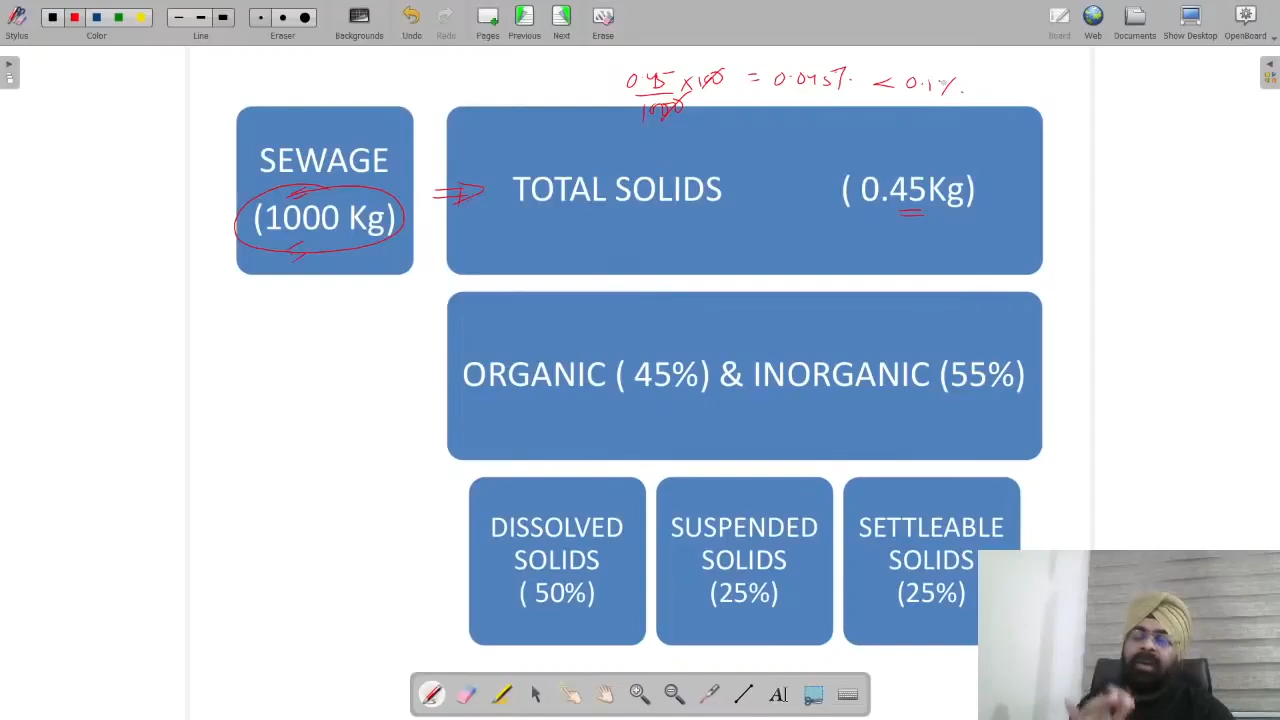 Stylus
Color
Line
Eraser
Backgrounds
Undo
Redo
Pages
Previous
Next
Erase
Board
Web
Documents
Show Desktop
OpenBoard
0.45/1000 x 100 = 0.045% < 0.1%.
SEWAGE
(1000 Kg)
TOTAL SOLIDS ( 0.45Kg)
ORGANIC ( 45%) & INORGANIC (55%)
DISSOLVED
SOLIDS
( 50%)
SUSPENDED
SOLIDS
(25%)
SETTLEABLE
SOLIDS
(25%)